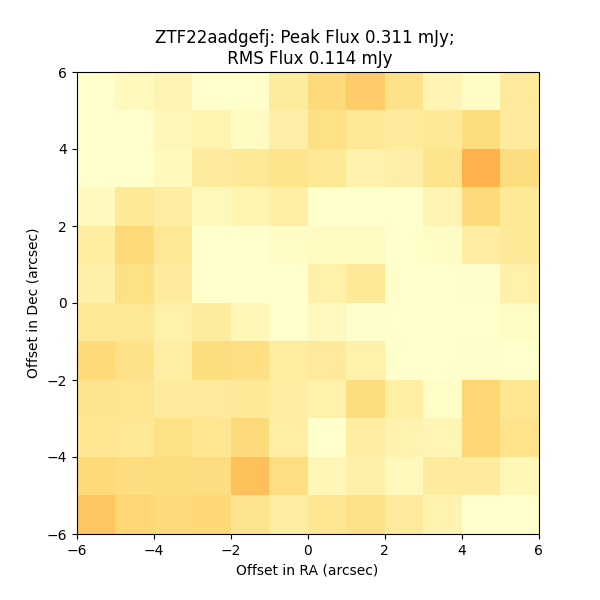 ZTF22aadgefj: Peak Flux 0.311 mJy;
RMS Flux 0.114 mJy
6
4
2
0
−2
−4
−6
Offset in Dec (arcsec)
−6 −4 −2 0 2 4 6
Offset in RA (arcsec)